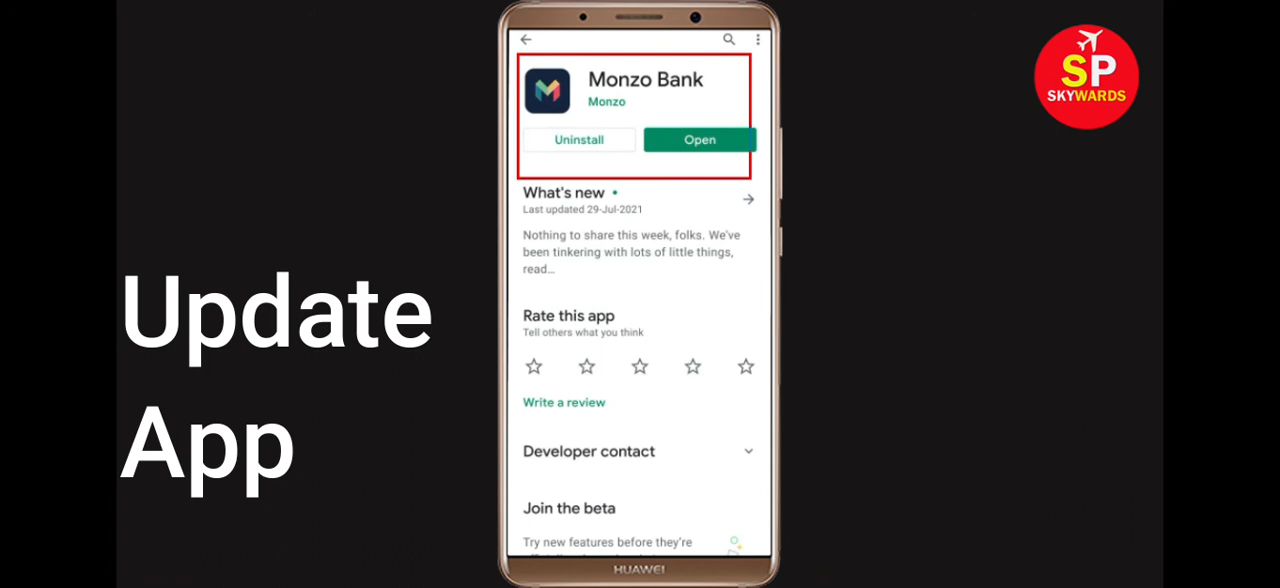 Monzo Bank
Monzo
Uninstall
Open
What's new
Last updated 29-Jul-2021
Nothing to share this week, folks. We've
been tinkering with lots of little things,
read...
Rate this app
Tell others what you think
Write a review
Developer contact
Join the beta
Try new features before they're
HUAWEI
Update
App
SP
SKYWARDS